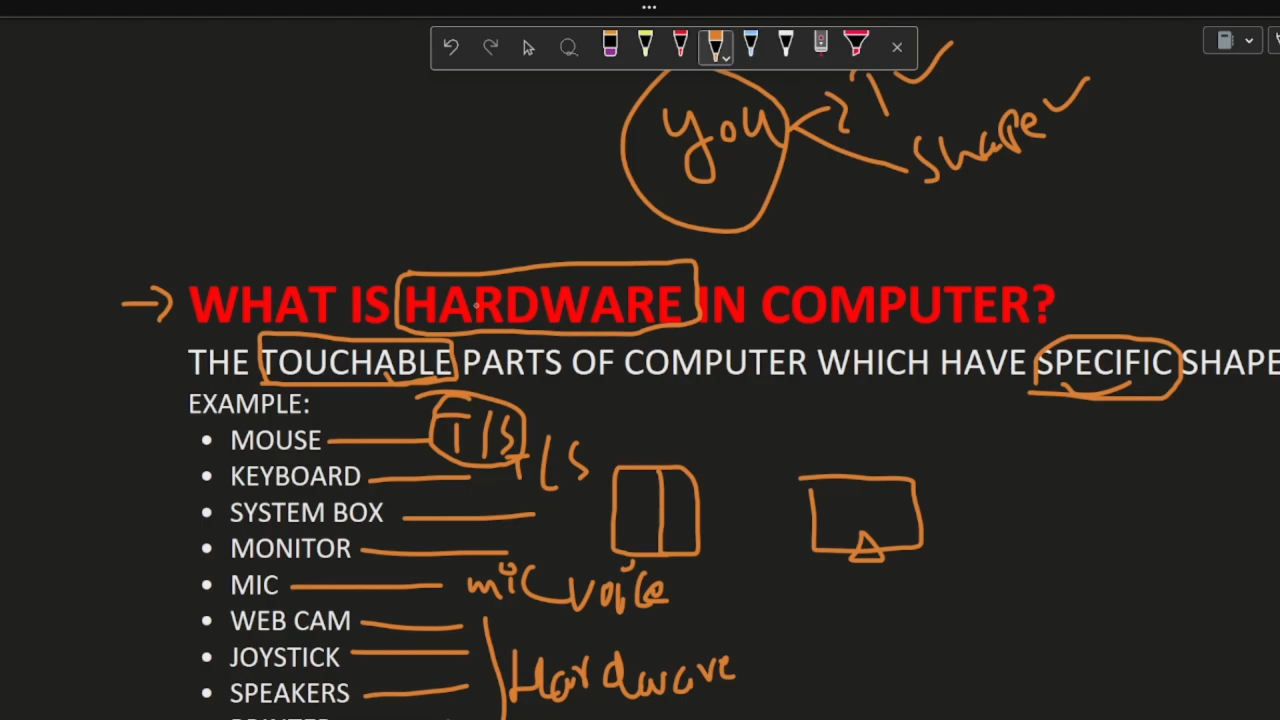 you
shape
WHAT IS HARDWARE IN COMPUTER?
THE TOUCHABLE PARTS OF COMPUTER WHICH HAVE SPECIFIC SHAPE
EXAMPLE:
• MOUSE T/S
• KEYBOARD T/S
• SYSTEM BOX
• MONITOR
• MIC mic voice
• WEB CAM
• JOYSTICK Hardware
• SPEAKERS